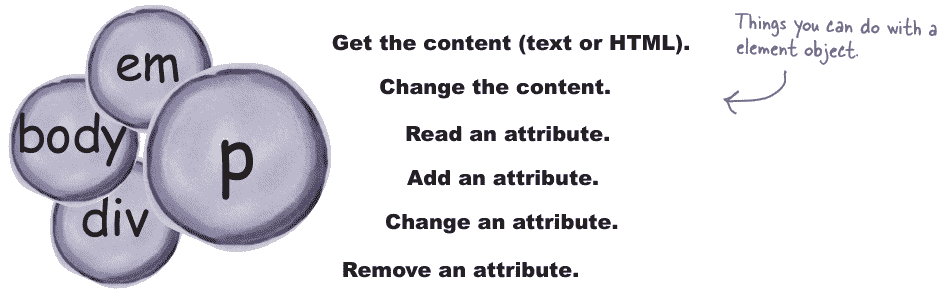 em
body
p
div
Get the content (text or HTML).
Change the content.
Read an attribute.
Add an attribute.
Change an attribute.
Remove an attribute.
Things you can do with a
element object.